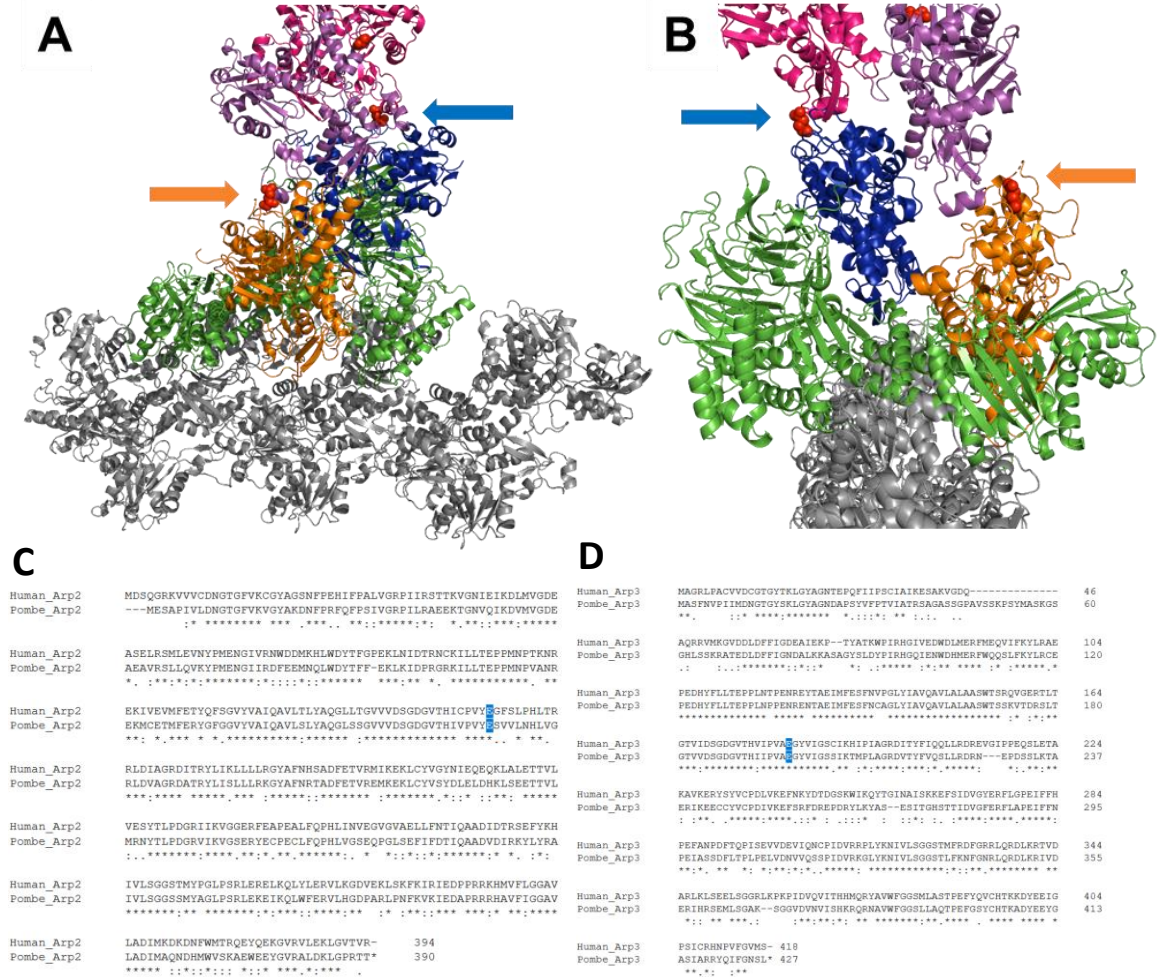 A
B
C
Human_Arp2 MDSQGRKVVVCDNGTGFVKCGYAGSNFPEHIFPALVGRPIIRSTTKVGNIEIKDLMVGDE
Pombe_Arp2 ---MESAPIVLDNGTGFVKVGYAKDNFPRFQFPSIVGRPILRAEEKTGNVQIKDVMVGDE
Human_Arp2 ASELRSMLEVNYPMENGIVRNWDDMKHLWDYTFGPEKLNIDTRNCKILLTEPPMNPTKNR
Pombe_Arp2 AEAVRSLLQVKYPMENGIIRDFEEMNQLWDYTFF-EKLKIDPRGRKILLTEPPMNPVANR
Human_Arp2 EKIVEVMFETYQFSGVYVAIQAVLTLYAQGLLTGVVVDSGDGVTHICPVYEGFSLPHLTR
Pombe_Arp2 EKMCETMFERYGFGGVYVAIQAVLSLYAQGLSSGVVVDSGDGVTHIVPVYESVVLNHLVG
Human_Arp2 RLDIAGRDITRYLIKLLLLRGYAFNHSADFETVRMIKEKLCYVGYNIEQEQKLALETTVL
Pombe_Arp2 RLDVAGRDATRYLISLLLRKGYAFNRTADFETVREMKEKLCYVSYDLELDHKLSEETTVL
Human_Arp2 VESYTLPDGRIIKVGGERFEAPEALFQPHLINVEGVGVAELLFNTIQAADIDTRSEFYKH
Pombe_Arp2 MRNYTLPDGRVIKVGSERYECPECLFQPHLVGSEQPGLSEFIFDTIQAADVDIRKYLYRA
Human_Arp2 IVLSGGSTMYPGLPSRLERELKQLYLERVLKGDVEKLSKFKIRIEDPPRRKHMVFLGGAV
Pombe_Arp2 IVLSGGSSMYAGLPSRLEKEIKQLWFERVLHGDPARLPNFKVKIEDAPRRRHAVFIGGAV
Human_Arp2 LADIMKDKDNFWMTRQEYQEKGVRVLEKLGVTVR- 394
Pombe_Arp2 LADIMAQNDHMWVSKAEWEEYGVRALDKLGPRTT* 390
D
Human_Arp3 MAGRLPACVVDCGTGYTKLGYAGNTEPQFIIPSCIAIKESAKVGDQ-------------- 46
Pombe_Arp3 MASFNVPIIMDNGTGYSKLGYAGNDAPSYVFPTVIATRSAGASSGPAVSSKPSYMASKGS 60
Human_Arp3 AQRRVMKGVDDLDFFIGDEAIEKP--TYATKWPIRHGIVEDWDLMERFMEQVIFKYLRAE 104
Pombe_Arp3 GHLSSKRATEDLDFFIGNDALKKASAGYSLDYPIRHGQIENWDHMERFWQQSLFKYLRCE 120
Human_Arp3 PEDHYFLLTEPPLNTPENREYTAEIMFESFNVPGLYIAVQAVLALAASWTSRQVGERTLT 164
Pombe_Arp3 PEDHYFLLTEPPLNPPENRENTAEIMFESFNCAGLYIAVQAVLALAASWTSSKVTDRSLT 180
Human_Arp3 GTVIDSGDGVTHVIPVAEGYVIGSCIKHIPIAGRDITYFIQQLLRDREVGIPPEQSLETA 224
Pombe_Arp3 GTVVDSGDGVTHIIPVAEGYVIGSSIKTMPLAGRDVTYFVQSLLRDRN---EPDSSLKTA 237
Human_Arp3 KAVKERYSYVCPDLVKEFNKYDTDGSKWIKQYTGINAISKKEFSIDVGYERFLGPEIFFH 284
Pombe_Arp3 ERIKEECCYVCPDIVKEFSRFDREPDRYLKYAS--ESITGHSTTIDVGFERFLAPEIFFN 295
Human_Arp3 PEFANPDFTQPISEVVDEVIQNCPIDVRRPLYKNIVLSGGSTMFRDFGRRLQRDLKRTVD 344
Pombe_Arp3 PEIASSDFLTPLPELVDNVVQSSPIDVRKGLYKNIVLSGGSTLFKNFGNRLQRDLKRIVD 355
Human_Arp3 ARLKLSEELSGGRLKPKPIDVQVITHHMQRYAVWFGGSMLASTPEFYQVCHTKKDYEEIG 404
Pombe_Arp3 ERIHRSEMLSGAK--SGGVDVNVISHKRQRNAVWFGGSLLAQTPEFGSYCHTKADYEEYG 413
Human_Arp3 PSICRHNPVFGVMS- 418
Pombe_Arp3 ASIARRYQIFGNSL* 427